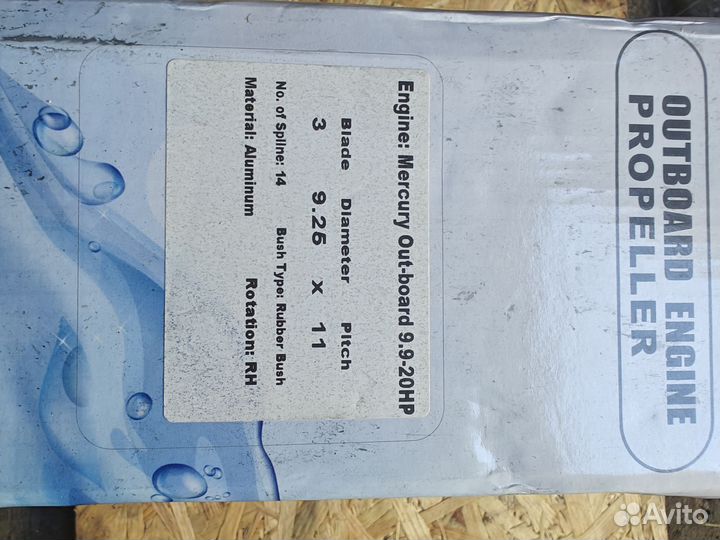 OUTBOARD ENGINE
PROPELLER
Engine: Mercury Out-board 9.9-20HP
Blade Diameter Pitch
3 9.25 x 11
No. of Spline: 14 Bush Type: Rubber Bush
Material: Aluminum Rotation: RH
Avito